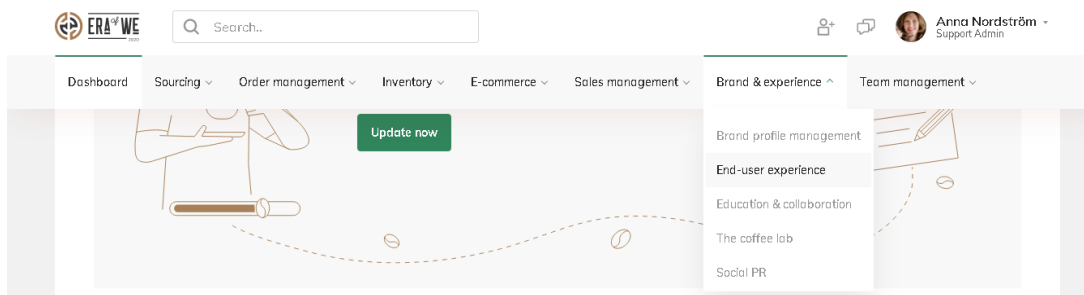 ERA of WE
2020
Search..
Anna Nordström
Support Admin
Dashboard Sourcing Order management Inventory E-commerce Sales management Brand & experience Team management
Update now
Brand profile management
End-user experience
Education & collaboration
The coffee lab
Social PR